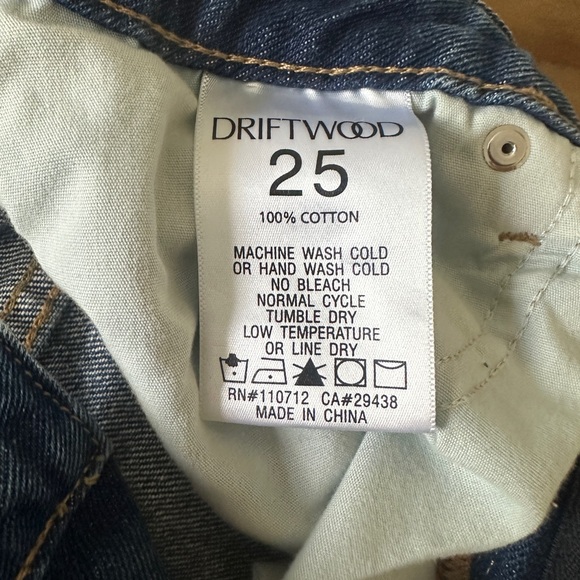 DRIFTWOOD
25
100% COTTON
MACHINE WASH COLD
OR HAND WASH COLD
NO BLEACH
NORMAL CYCLE
TUMBLE DRY
LOW TEMPERATURE
OR LINE DRY
RN#110712 CA#29438
MADE IN CHINA